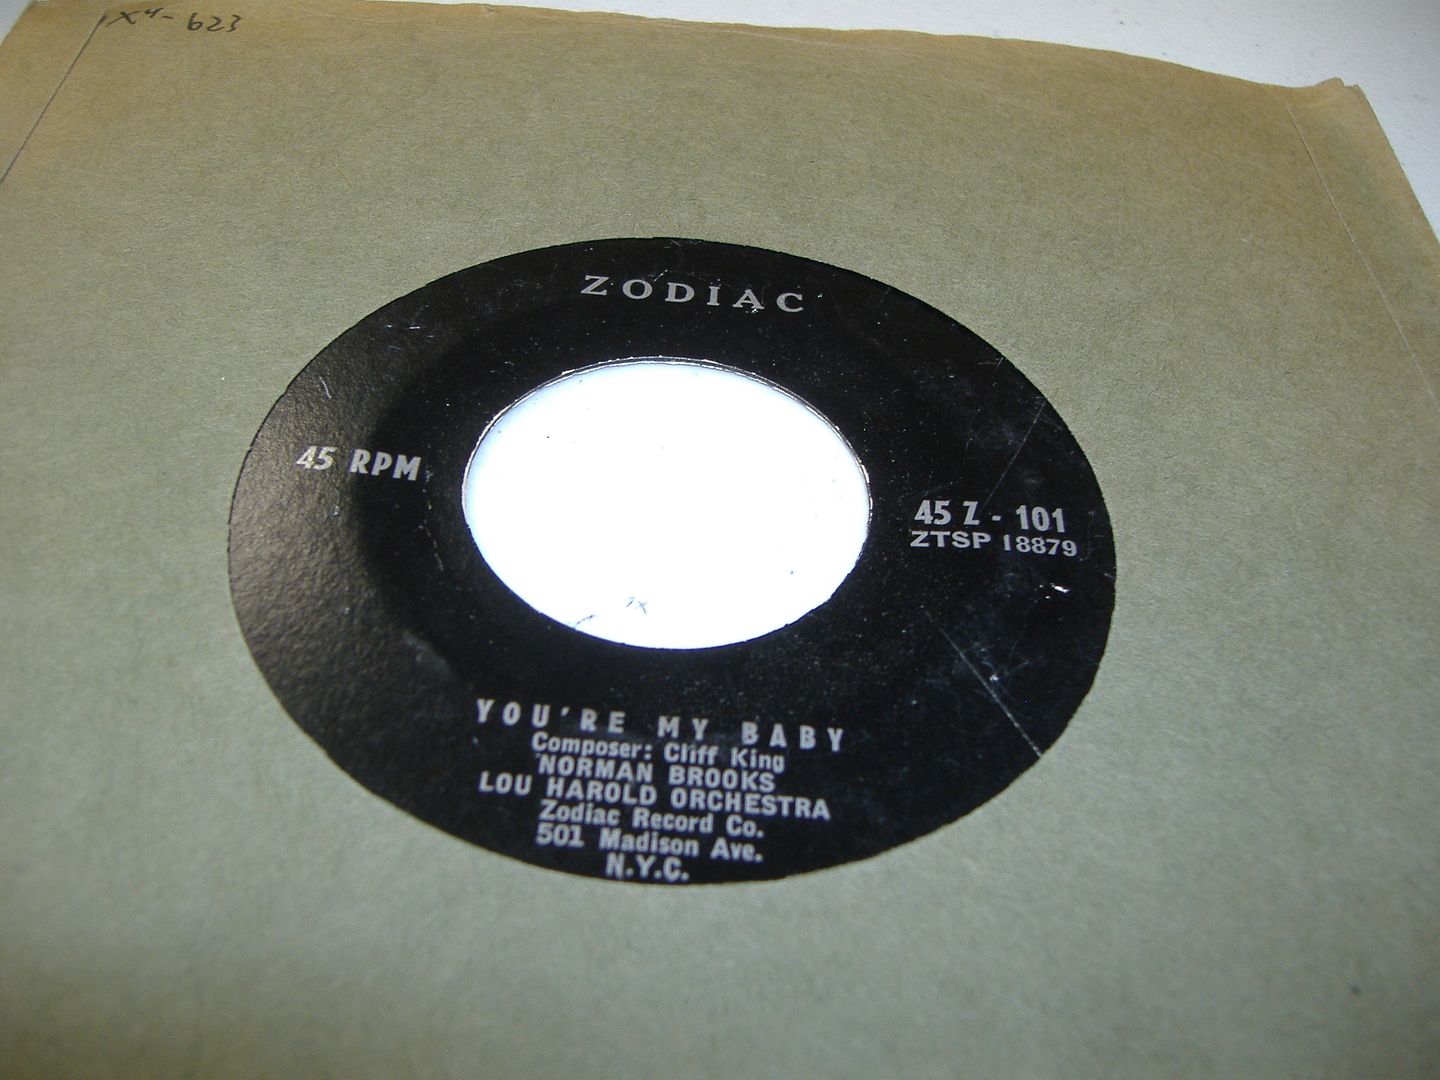 X4-623
ZODIAC
45 RPM
45 Z - 101
ZTSP 18879
YOU'RE MY BABY
Composer: Cliff King
NORMAN BROOKS
LOU HAROLD ORCHESTRA
Zodiac Record Co.
501 Madison Ave.
N.Y.C.